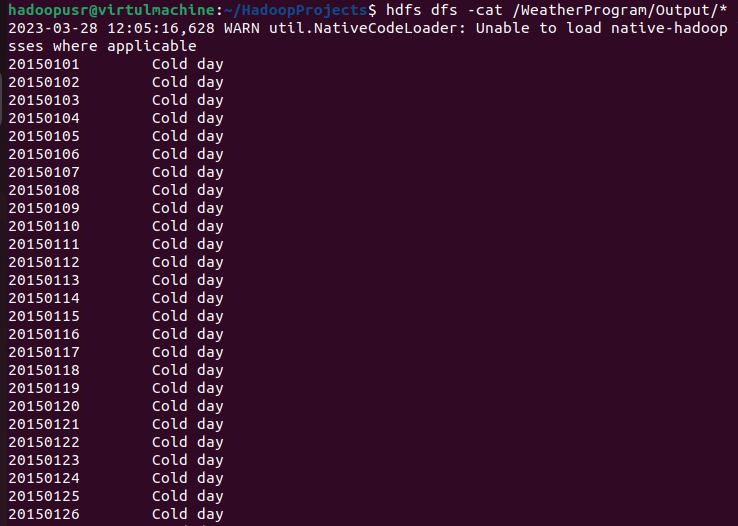 hadoopusr@virtulmachine:~/HadoopProjects$ hdfs dfs -cat /WeatherProgram/Output/*
2023-03-28 12:05:16,628 WARN util.NativeCodeLoader: Unable to load native-hadoop
sses where applicable
20150101        Cold day
20150102        Cold day
20150103        Cold day
20150104        Cold day
20150105        Cold day
20150106        Cold day
20150107        Cold day
20150108        Cold day
20150109        Cold day
20150110        Cold day
20150111        Cold day
20150112        Cold day
20150113        Cold day
20150114        Cold day
20150115        Cold day
20150116        Cold day
20150117        Cold day
20150118        Cold day
20150119        Cold day
20150120        Cold day
20150121        Cold day
20150122        Cold day
20150123        Cold day
20150124        Cold day
20150125        Cold day
20150126        Cold day